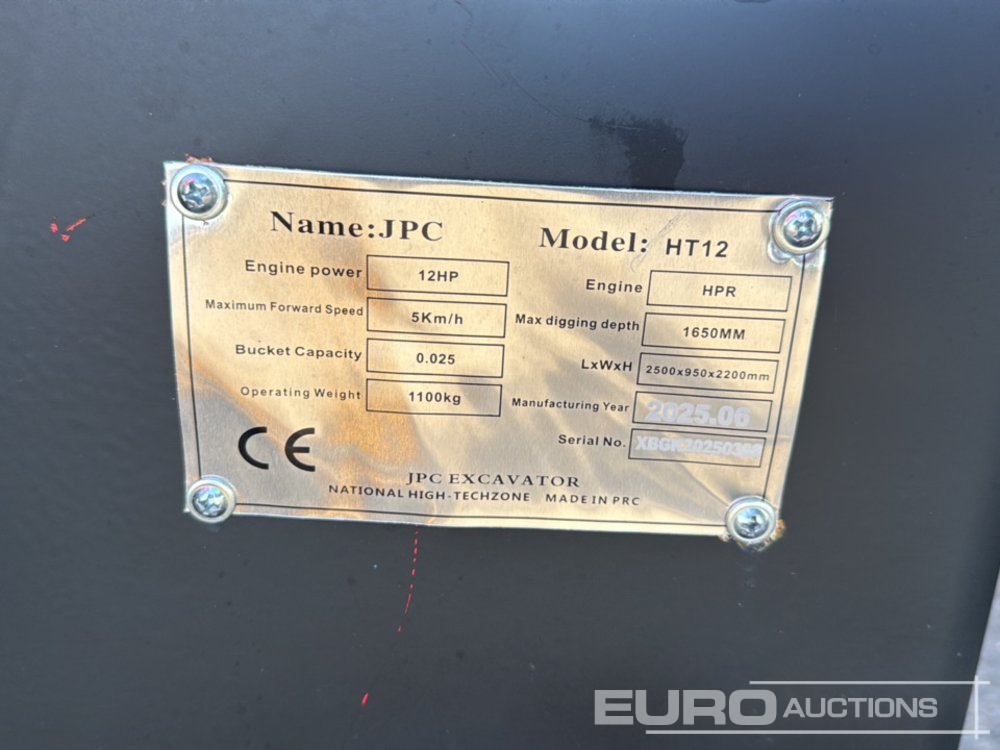 Name:JPC Model: HT12
Engine power 12HP Engine HPR
Maximum Forward Speed 5Km/h Max digging depth 1650MM
Bucket Capacity 0.025 LxWxH 2500x950x2200mm
Operating Weight 1100kg Manufacturing Year 2025.06
Serial No.
CE
JPC EXCAVATOR
NATIONAL HIGH-TECHZONE MADE IN PRC
EURO AUCTIONS